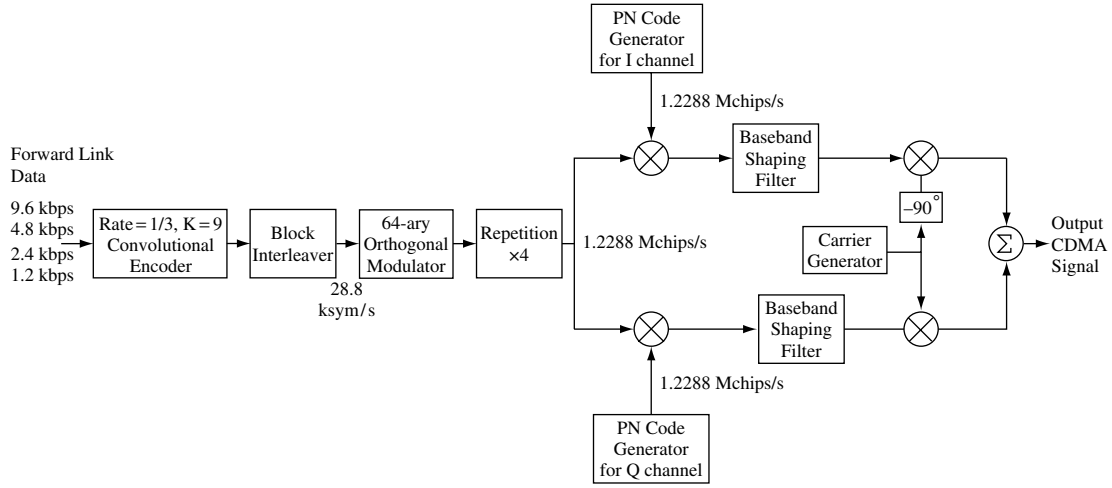 PN Code
Generator
for I channel
1.2288 Mchips/s
Forward Link
Data
9.6 kbps
4.8 kbps
2.4 kbps
1.2 kbps
Rate = 1/3, K = 9
Convolutional
Encoder
Block
Interleaver
28.8
ksym/s
64-ary
Orthogonal
Modulator
Repetition
×4
1.2288 Mchips/s
Baseband
Shaping
Filter
–90°
Carrier
Generator
Σ
Output
CDMA
Signal
Baseband
Shaping
Filter
1.2288 Mchips/s
PN Code
Generator
for Q channel